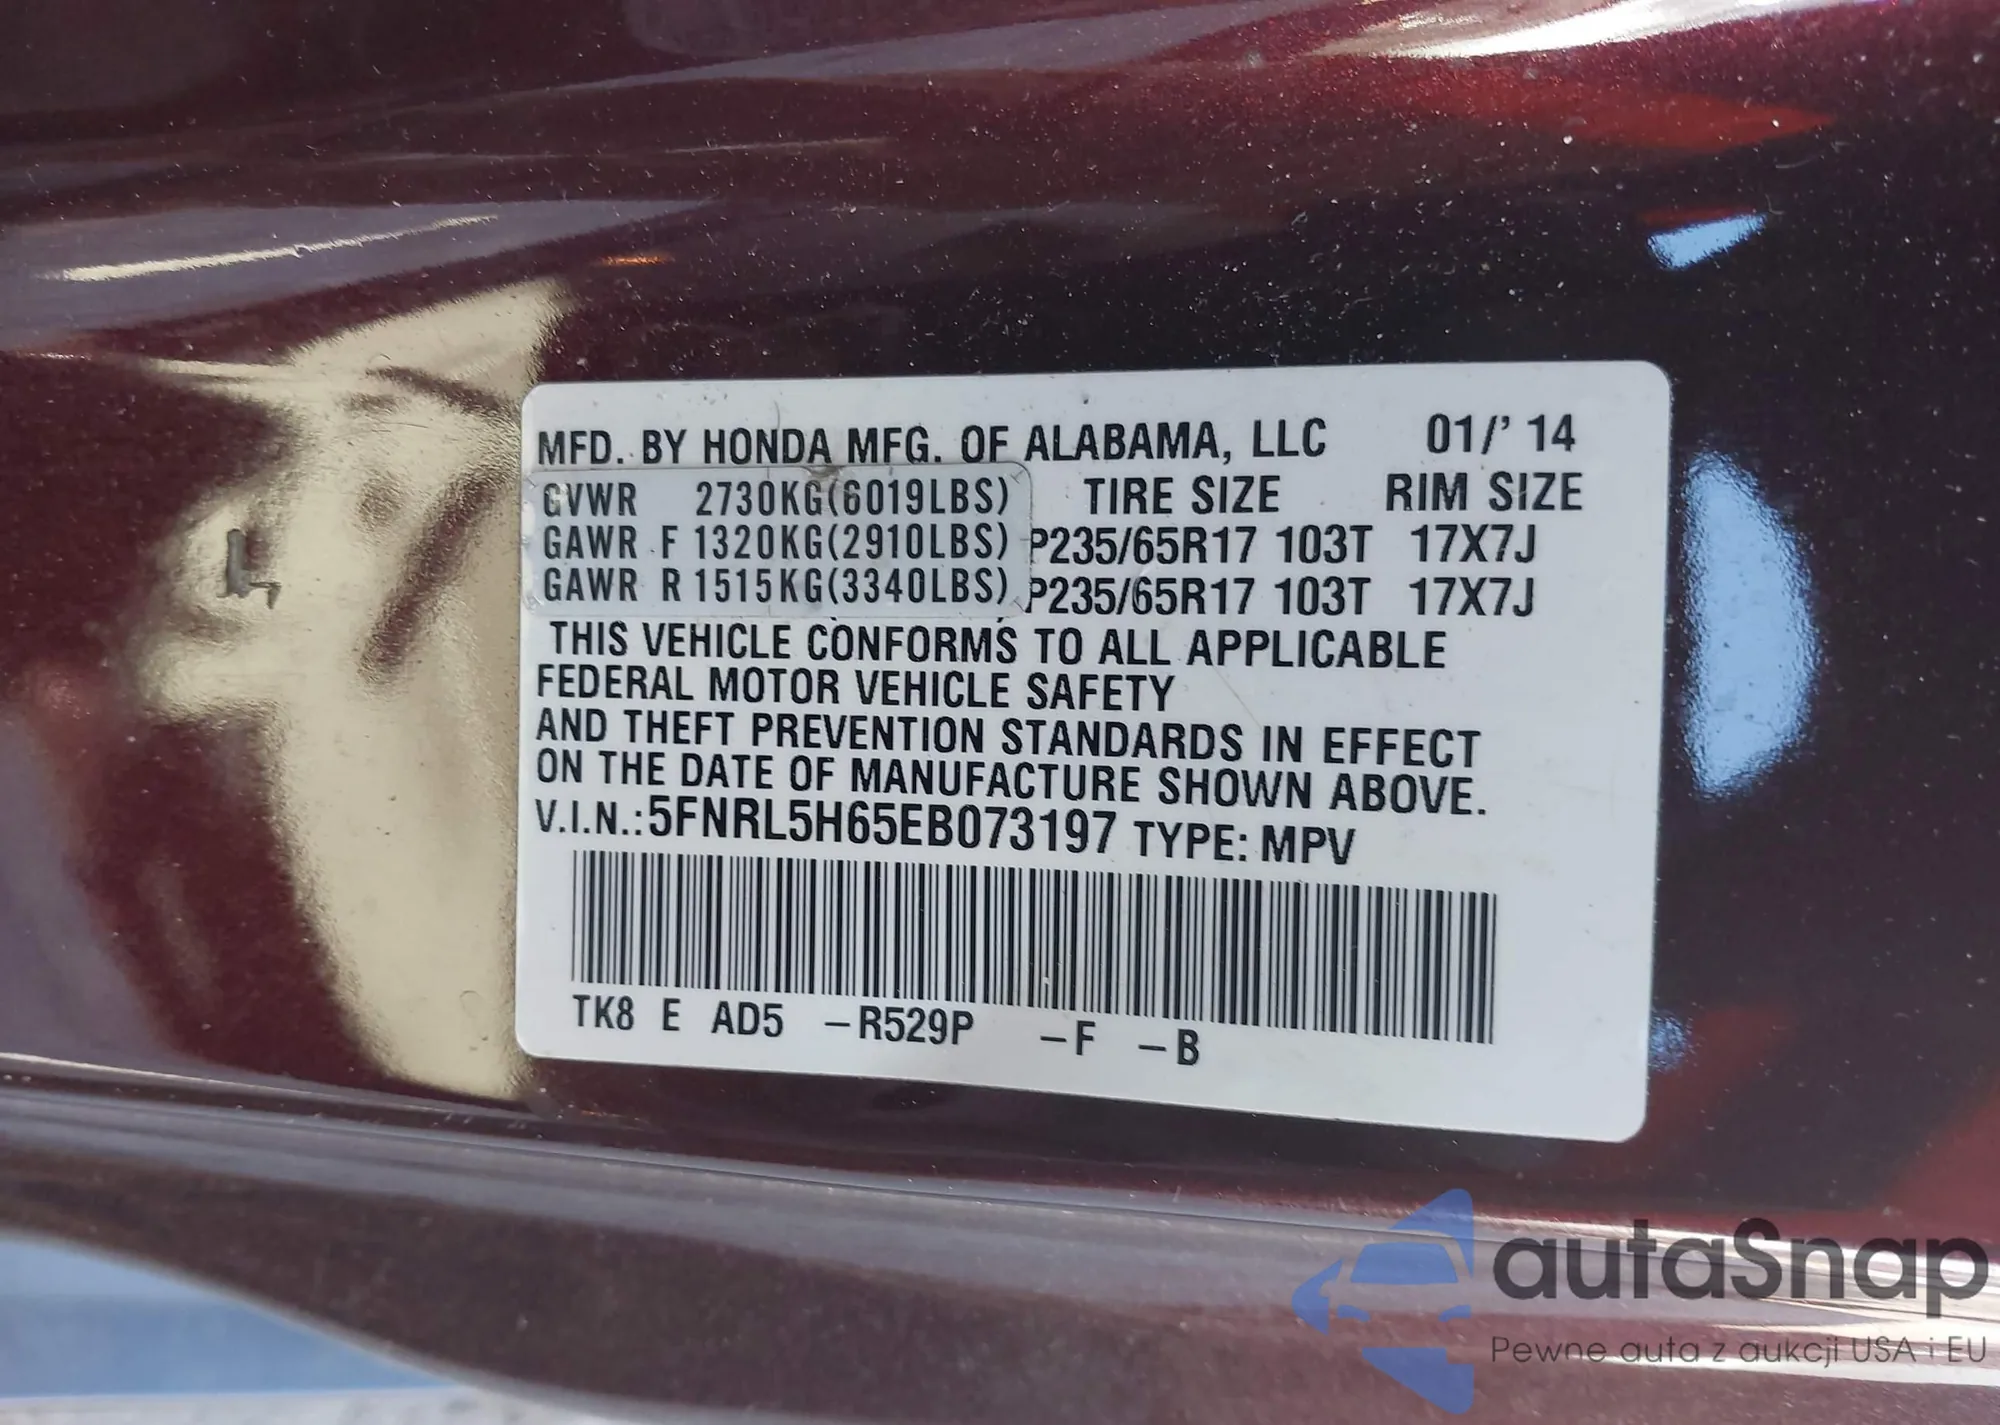 MFD. BY HONDA MFG. OF ALABAMA, LLC 01/' 14
GVWR 2730KG(6019LBS) TIRE SIZE RIM SIZE
GAWR F 1320KG(2910LBS) P235/65R17 103T 17X7J
GAWR R 1515KG(3340LBS) P235/65R17 103T 17X7J
THIS VEHICLE CONFORMS TO ALL APPLICABLE
FEDERAL MOTOR VEHICLE SAFETY
AND THEFT PREVENTION STANDARDS IN EFFECT
ON THE DATE OF MANUFACTURE SHOWN ABOVE.
V.I.N.:5FNRL5H65EB073197 TYPE: MPV
TK8 E AD5 –R529P –F –B
autaSnap
Pewne auta z aukcji USA i EU